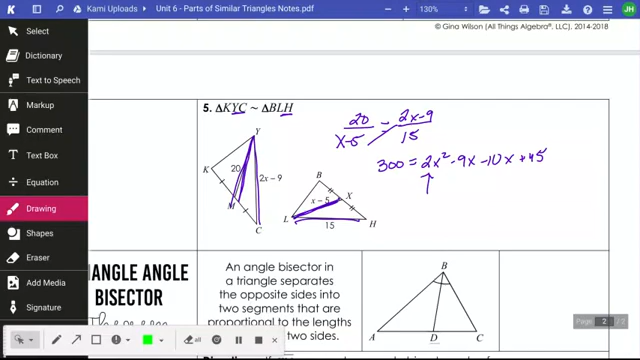 Kami Uploads ▸ Unit 6 - Parts of Similar Triangles Notes.pdf
130%
JH
Select
Dictionary
Text to Speech
Markup
Comment
Text Box
Equation
Drawing
Shapes
Eraser
Add Media
Signature
© Gina Wilson (All Things Algebra®), 2014-2018
5. ΔKYC ~ ΔBLH
Y
K
20
2x – 9
M
C
B
X
x – 5
L
15
H
20/x-5 = 2x-9/15
300 = 2x² - 9x - 10x + 45
TRIANGLE ANGLE
BISECTOR
An angle bisector in
a triangle separates
the opposite sides into
two segments that are
proportional to the lengths
two sides.
B
A
D
C
Page 2 / 2